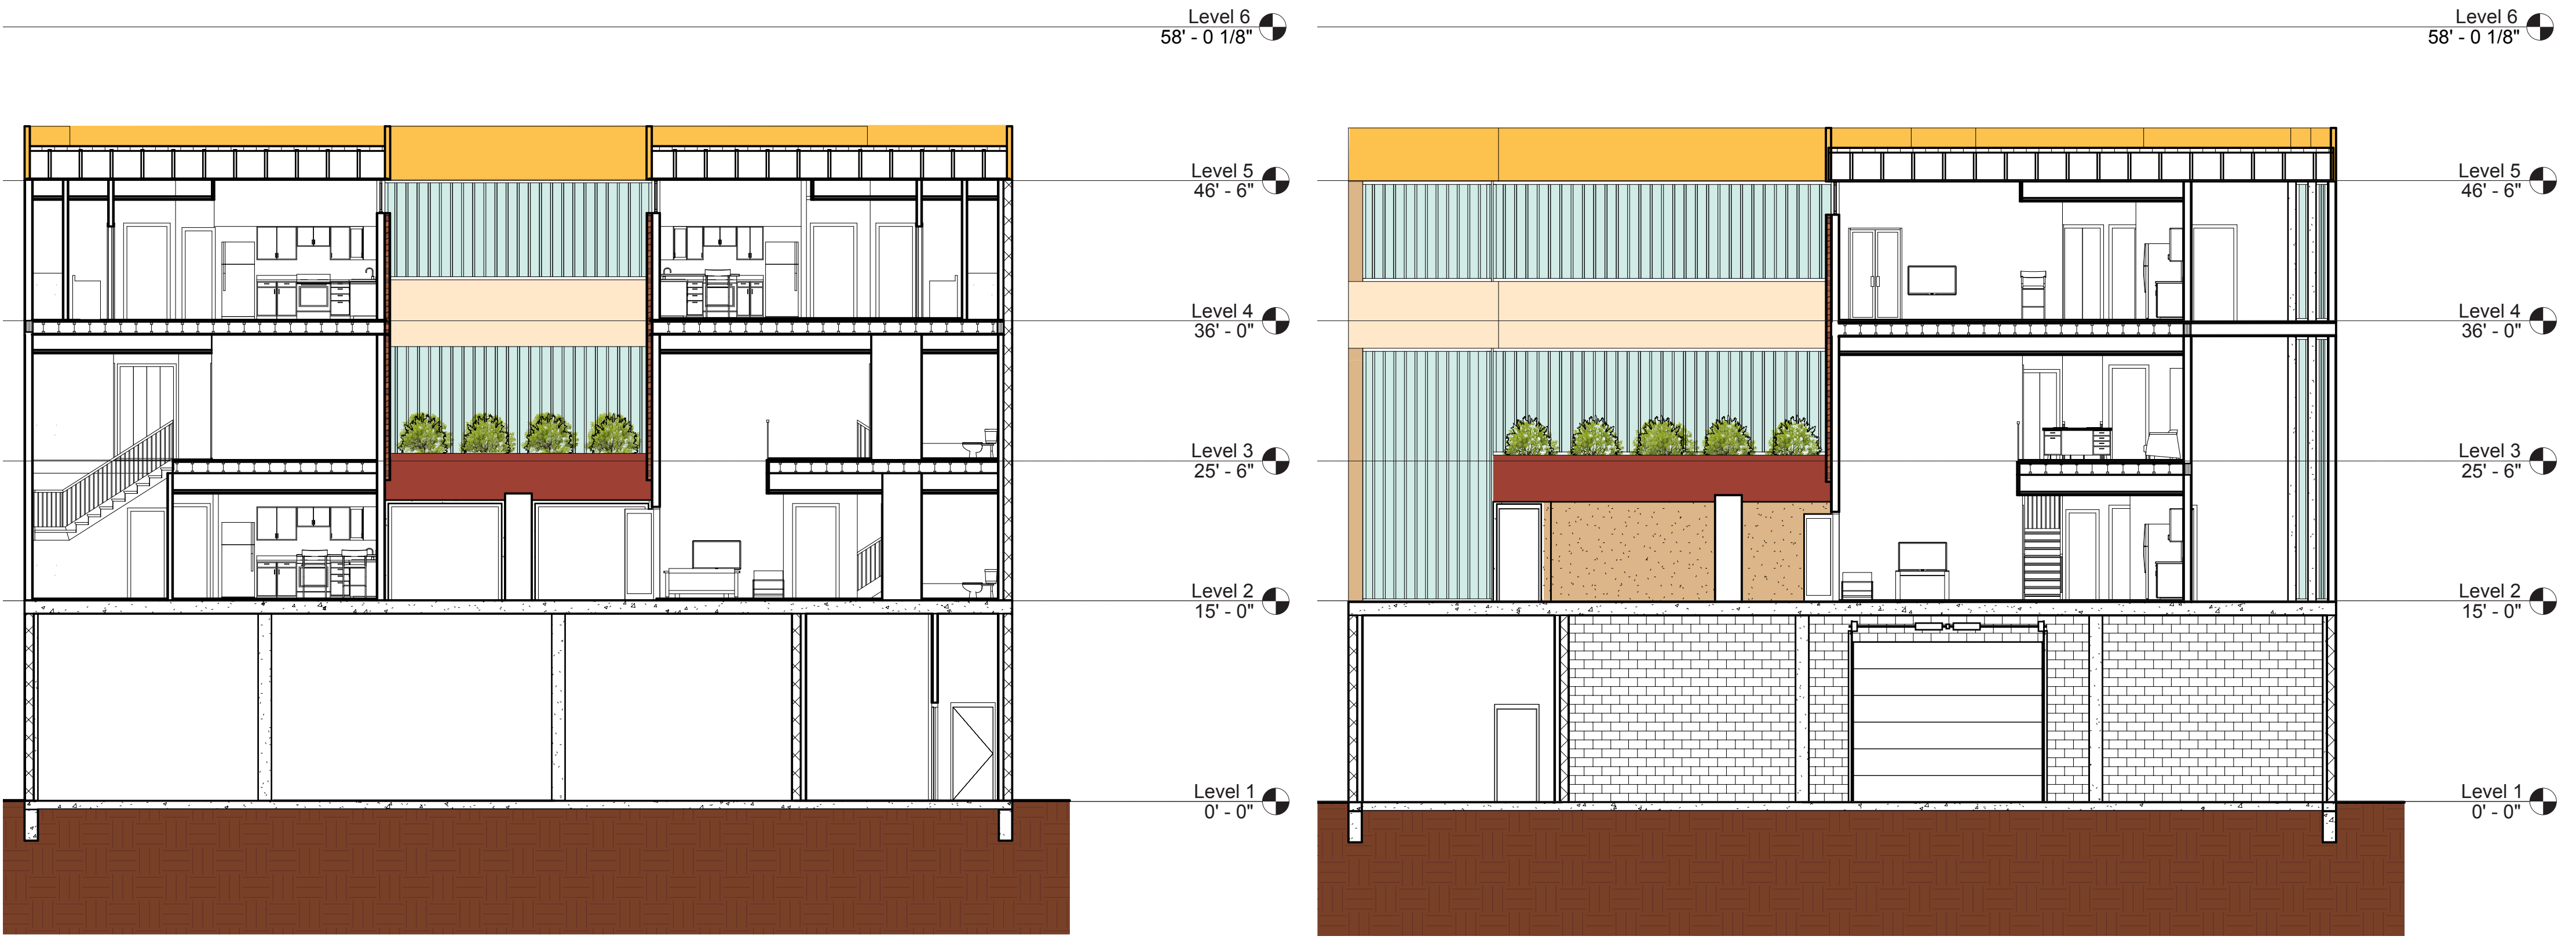 Level 6
58' - 0 1/8"
Level 5
46' - 6"
Level 4
36' - 0"
Level 3
25' - 6"
Level 2
15' - 0"
Level 1
0' - 0"
Level 6
58' - 0 1/8"
Level 5
46' - 6"
Level 4
36' - 0"
Level 3
25' - 6"
Level 2
15' - 0"
Level 1
0' - 0"